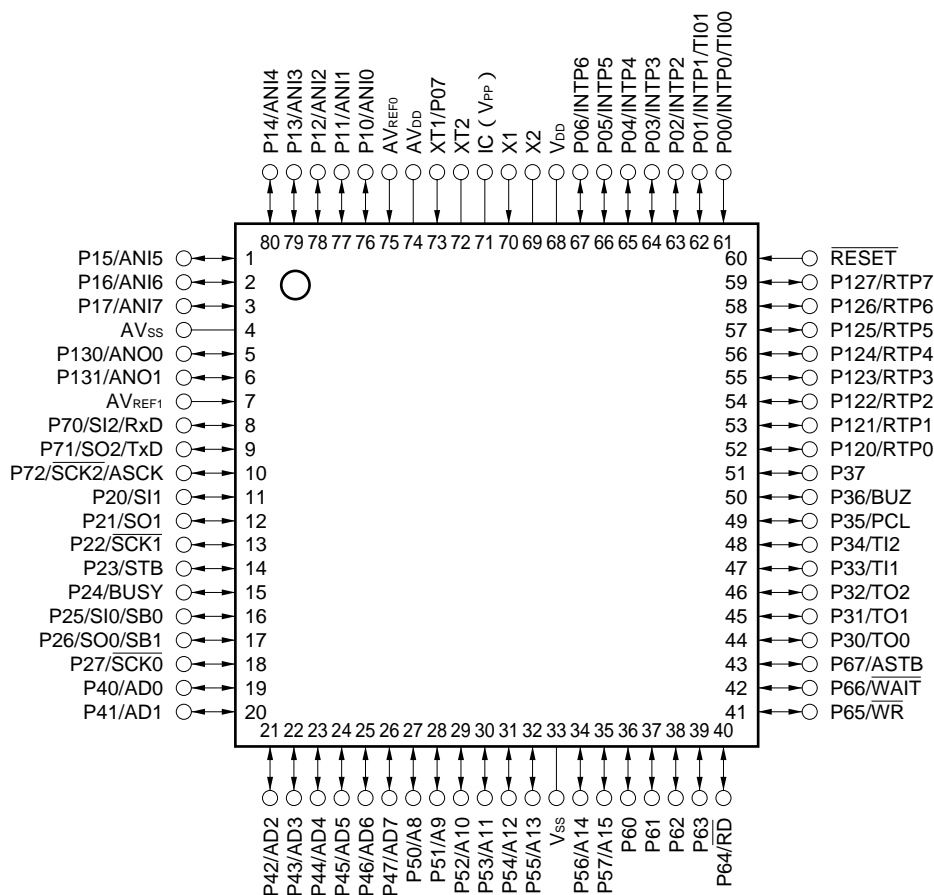 P14/ANI4
P13/ANI3
P12/ANI2
P11/ANI1
P10/ANI0
AVREF0
AVDD
XT1/P07
XT2
IC (VPP)
X1
X2
VDD
P06/INTP6
P05/INTP5
P04/INTP4
P03/INTP3
P02/INTP2
P01/INTP1/TI01
P00/INTP0/TI00
80 79 78 77 76 75 74 73 72 71 70 69 68 67 66 65 64 63 62 61
P15/ANI5 1
P16/ANI6 2
P17/ANI7 3
AVSS 4
P130/ANO0 5
P131/ANO1 6
AVREF1 7
P70/SI2/RxD 8
P71/SO2/TxD 9
P72/SCK2/ASCK 10
P20/SI1 11
P21/SO1 12
P22/SCK1 13
P23/STB 14
P24/BUSY 15
P25/SI0/SB0 16
P26/SO0/SB1 17
P27/SCK0 18
P40/AD0 19
P41/AD1 20
60 RESET
59 P127/RTP7
58 P126/RTP6
57 P125/RTP5
56 P124/RTP4
55 P123/RTP3
54 P122/RTP2
53 P121/RTP1
52 P120/RTP0
51 P37
50 P36/BUZ
49 P35/PCL
48 P34/TI2
47 P33/TI1
46 P32/TO2
45 P31/TO1
44 P30/TO0
43 P67/ASTB
42 P66/WAIT
41 P65/WR
21 22 23 24 25 26 27 28 29 30 31 32 33 34 35 36 37 38 39 40
P42/AD2
P43/AD3
P44/AD4
P45/AD5
P46/AD6
P47/AD7
P50/A8
P51/A9
P52/A10
P53/A11
P54/A12
P55/A13
VSS
P56/A14
P57/A15
P60
P61
P62
P63
P64/RD